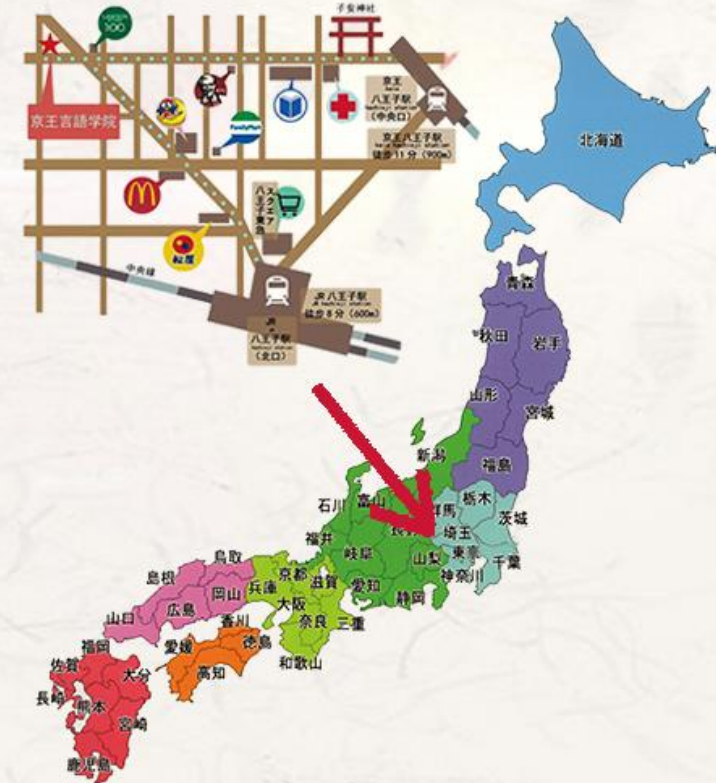 子安神社
京王
八王子駅
(中央口)
京王八王子駅
徒歩11分(900m)
京王言語学院
FamilyMart
スクエア
八王子東急
松屋
中央線
JR八王子駅
徒歩8分(600m)
JR
八王子駅
(北口)
北海道
青森
秋田
岩手
山形
宮城
新潟
福島
石川
富山
群馬
栃木
茨城
福井
長野
埼玉
岐阜
山梨
東京
千葉
神奈川
鳥取
京都
滋賀
愛知
静岡
島根
岡山
兵庫
大阪
山口
広島
香川
奈良
三重
福岡
愛媛
徳島
和歌山
佐賀
大分
高知
長崎
熊本
宮崎
鹿児島